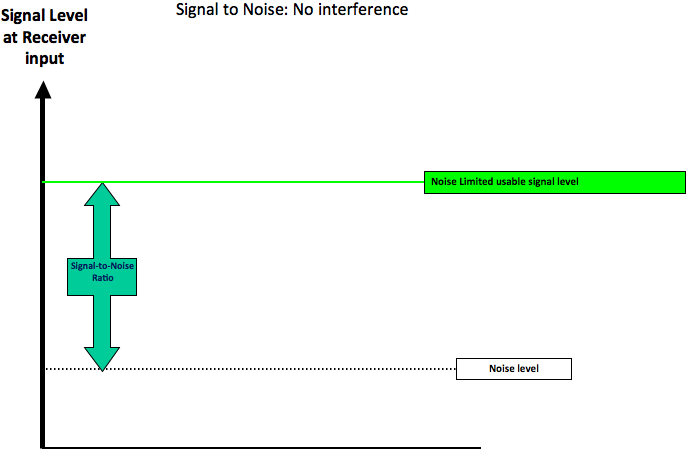 Signal to Noise: No interference
Signal Level
at Receiver
input
Noise Limited usable signal level
Signal-to-Noise
Ratio
Noise level